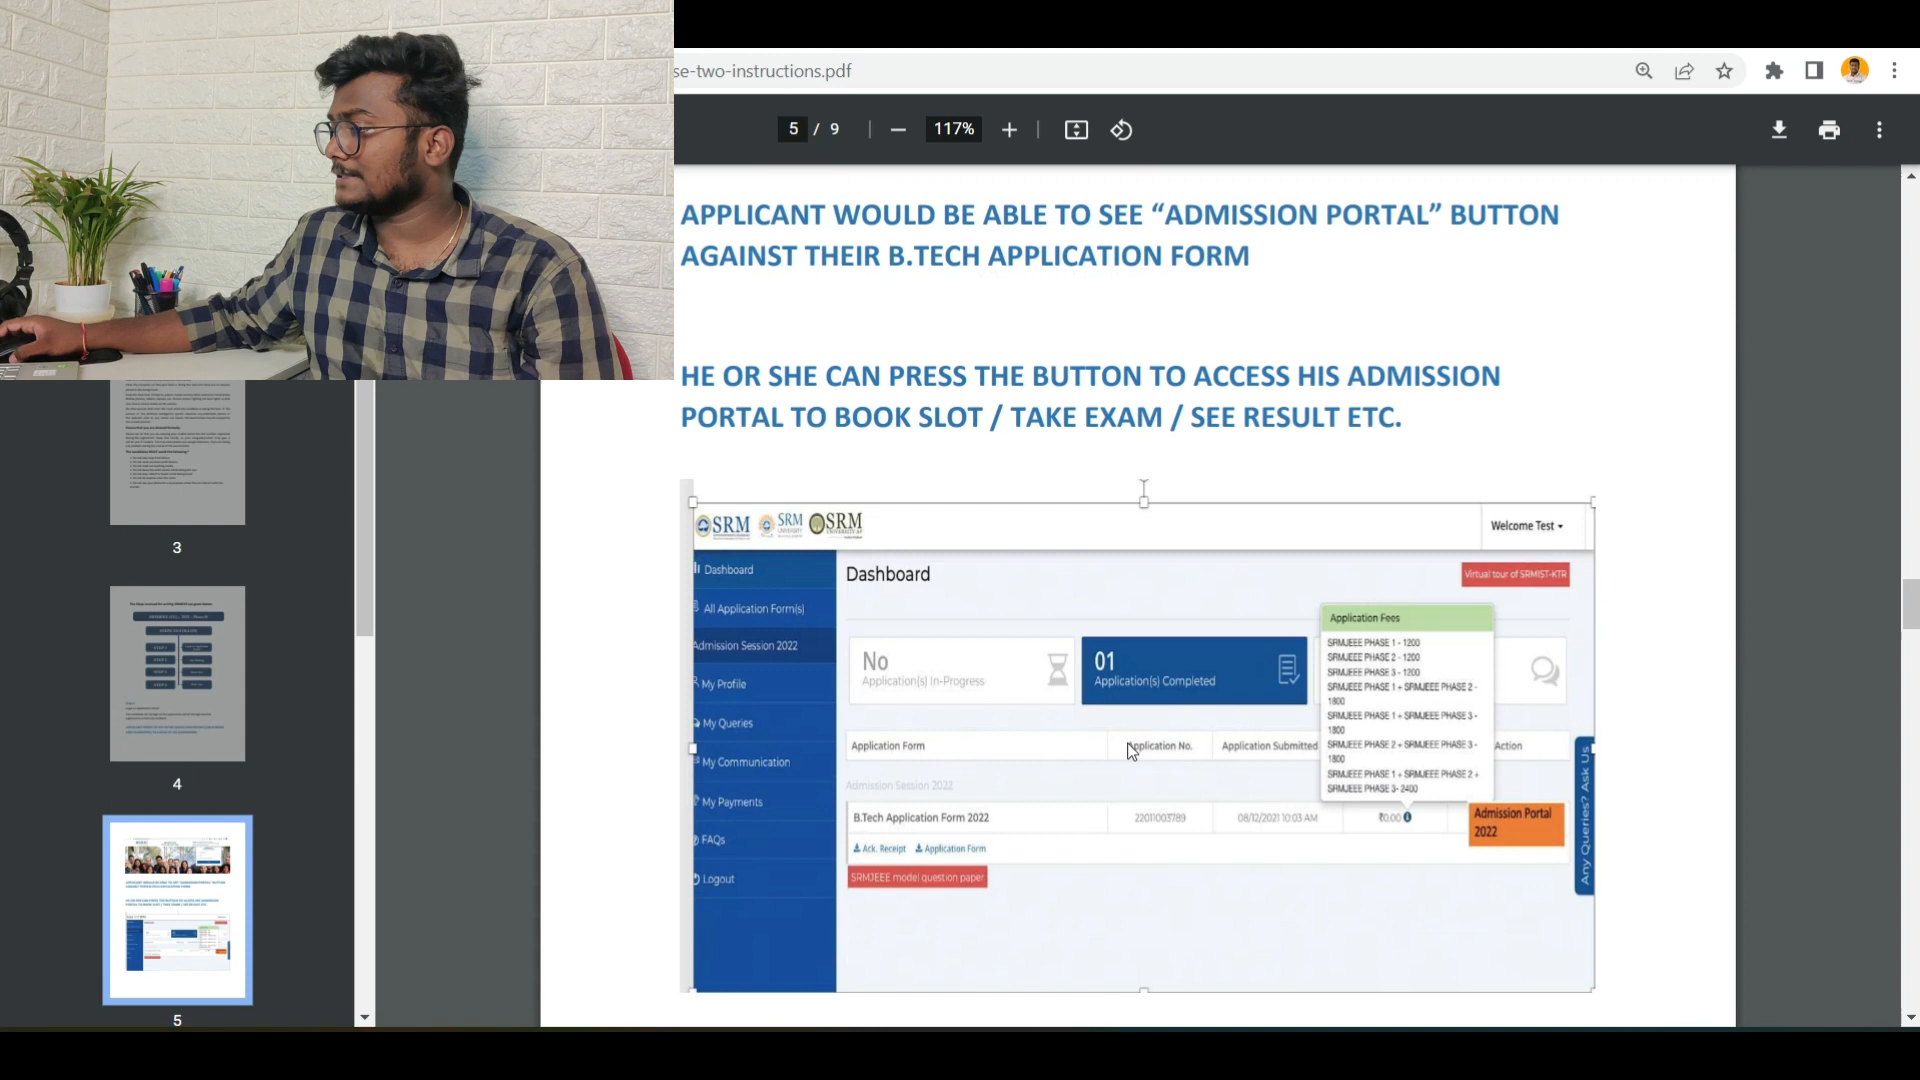 se-two-instructions.pdf
5 / 9
117%
APPLICANT WOULD BE ABLE TO SEE “ADMISSION PORTAL” BUTTON
AGAINST THEIR B.TECH APPLICATION FORM
HE OR SHE CAN PRESS THE BUTTON TO ACCESS HIS ADMISSION
PORTAL TO BOOK SLOT / TAKE EXAM / SEE RESULT ETC.
SRM SRM SRM
Welcome Test
Dashboard
All Application Form(s)
Admission Session 2022
My Profile
My Queries
My Communication
My Payments
FAQs
Logout
Dashboard
Virtual tour of SRMIST-KTR
No
Application(s) In-Progress
01
Application(s) Completed
Application Fees
SRMJEEE PHASE 1 - 1200
SRMJEEE PHASE 2 - 1200
SRMJEEE PHASE 3 - 1200
SRMJEEE PHASE 1 + SRMJEEE PHASE 2 -
1800
SRMJEEE PHASE 1 + SRMJEEE PHASE 3 -
1800
SRMJEEE PHASE 2 + SRMJEEE PHASE 3 -
1800
SRMJEEE PHASE 1 + SRMJEEE PHASE 2 +
SRMJEEE PHASE 3- 2400
Application Form
Application No.
Application Submitted
Action
Admission Session 2022
B.Tech Application Form 2022
22011003789
08/12/2021 10:03 AM
₹0.00
Admission Portal
2022
Ack. Receipt
Application Form
SRMJEEE model question paper
Any Queries? Ask Us
3
4
5